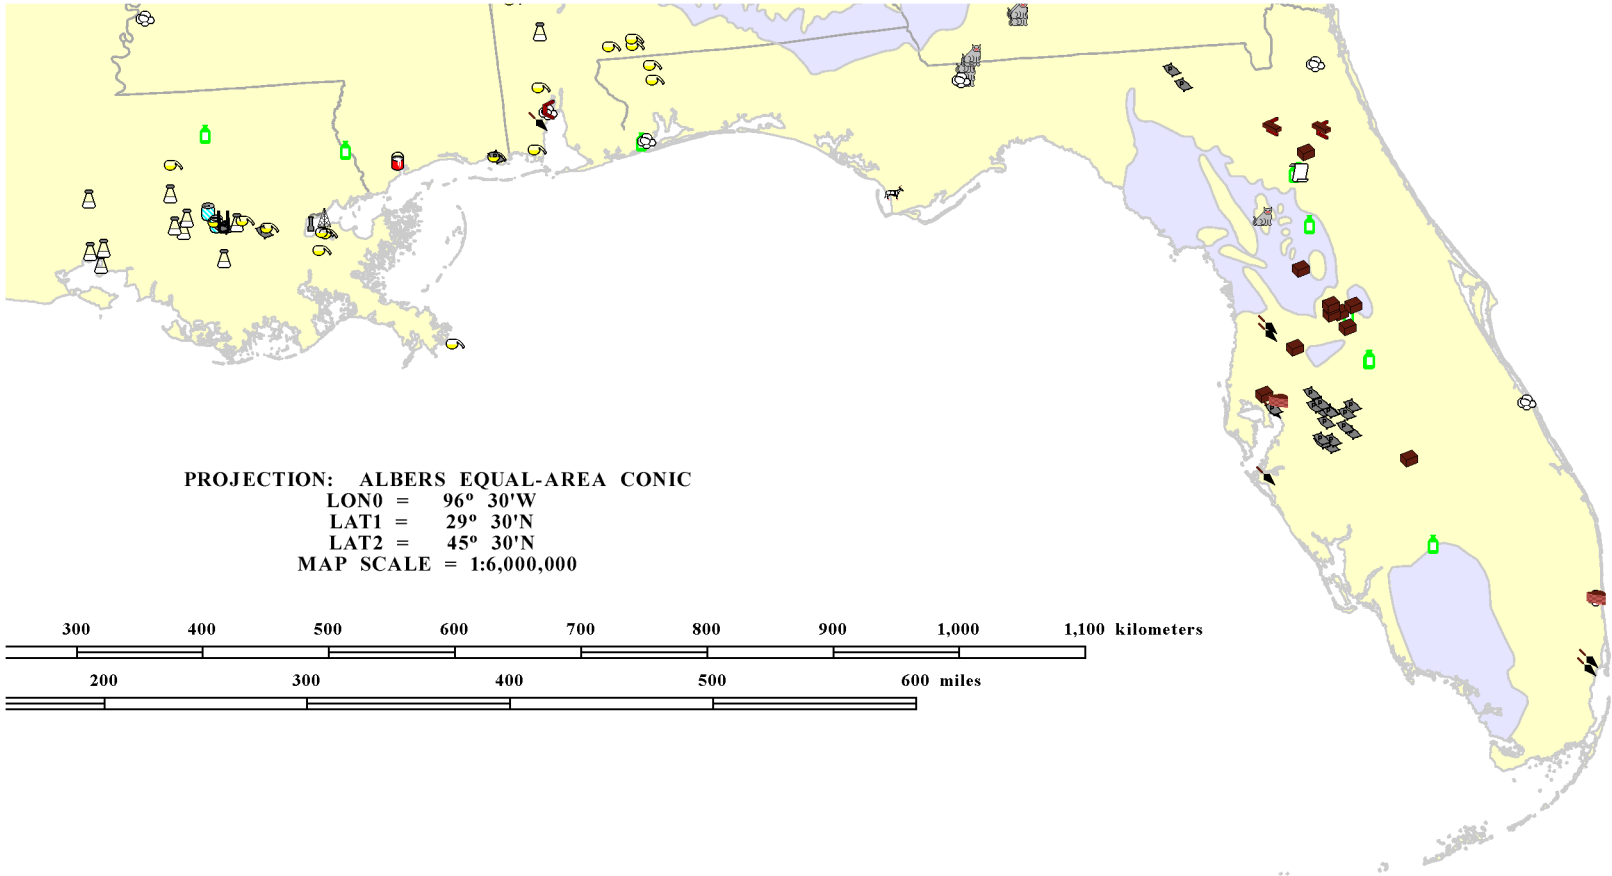 PROJECTION: ALBERS EQUAL-AREA CONIC
LON0 = 96º 30'W
LAT1 = 29º 30'N
LAT2 = 45º 30'N
MAP SCALE = 1:6,000,000
300 400 500 600 700 800 900 1,000 1,100 kilometers
200 300 400 500 600 miles